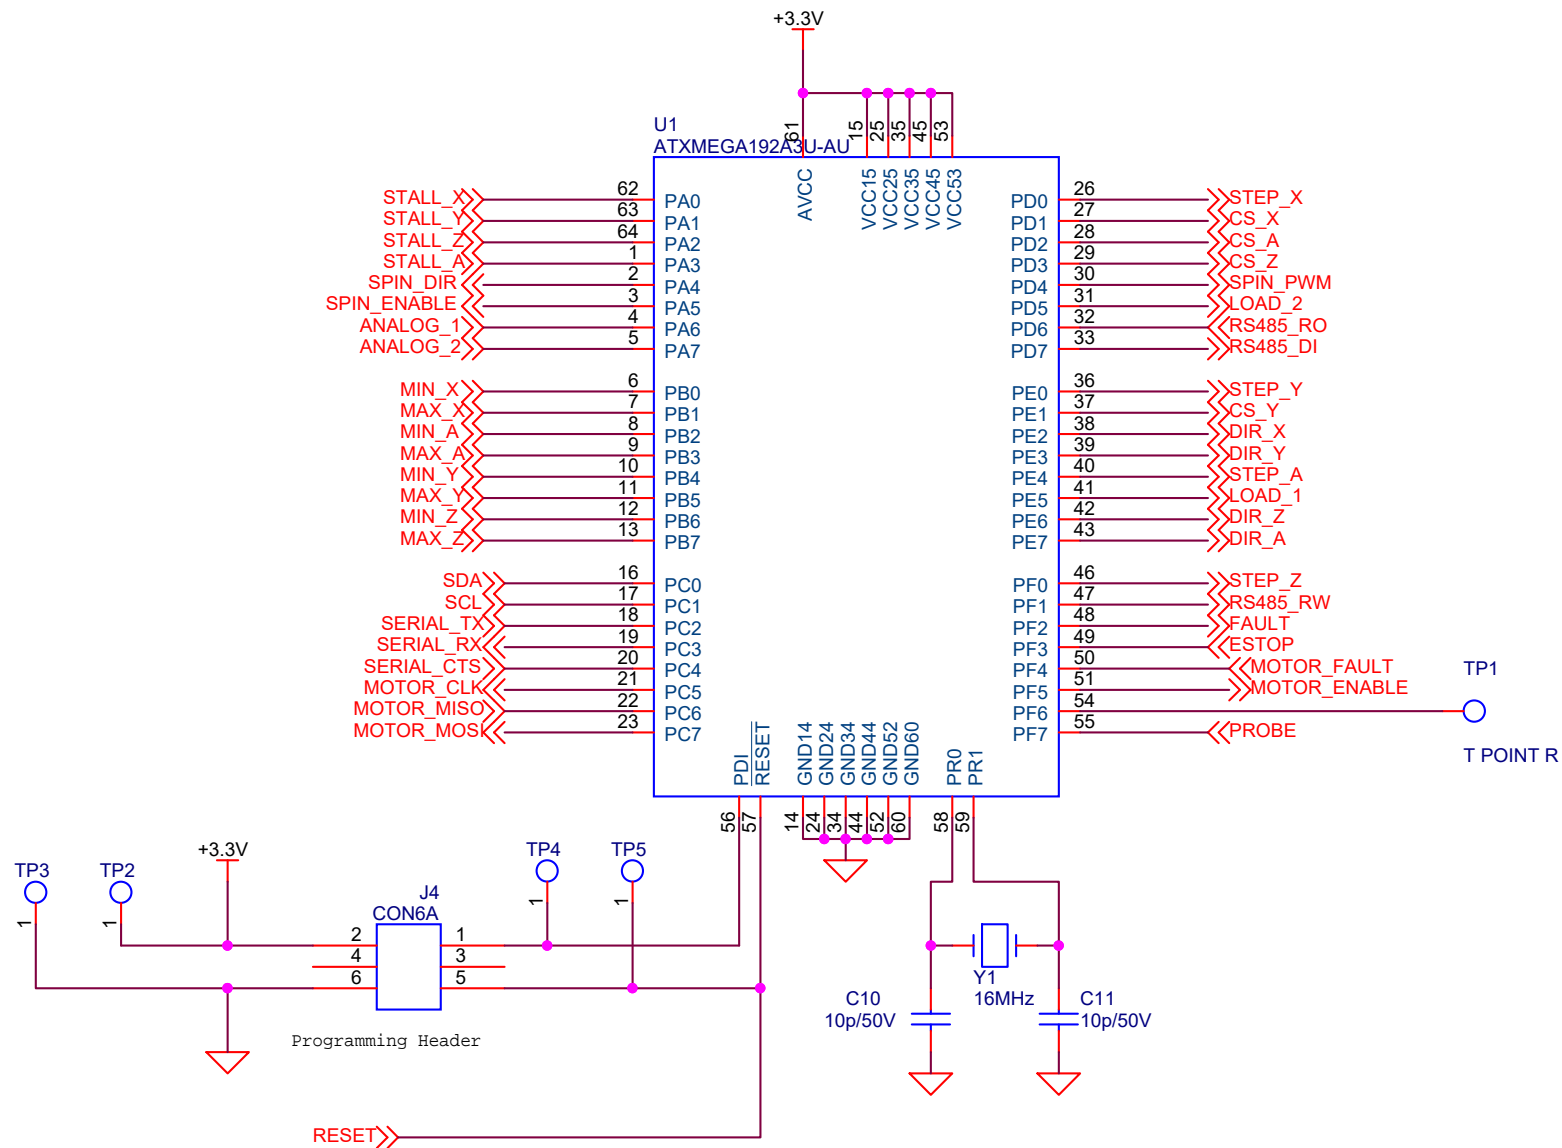 +3.3V
U1
ATXMEGA192A3U-AU
61
15
25
35
45
53
AVCC
VCC15
VCC25
VCC35
VCC45
VCC53
STALL_X 62 PA0
STALL_Y 63 PA1
STALL_Z 64 PA2
STALL_A 1 PA3
SPIN_DIR 2 PA4
SPIN_ENABLE 3 PA5
ANALOG_1 4 PA6
ANALOG_2 5 PA7
MIN_X 6 PB0
MAX_X 7 PB1
MIN_A 8 PB2
MAX_A 9 PB3
MIN_Y 10 PB4
MAX_Y 11 PB5
MIN_Z 12 PB6
MAX_Z 13 PB7
SDA 16 PC0
SCL 17 PC1
SERIAL_TX 18 PC2
SERIAL_RX 19 PC3
SERIAL_CTS 20 PC4
MOTOR_CLK 21 PC5
MOTOR_MISO 22 PC6
MOTOR_MOSI 23 PC7
PD0 26 STEP_X
PD1 27 CS_X
PD2 28 CS_A
PD3 29 CS_Z
PD4 30 SPIN_PWM
PD5 31 LOAD_2
PD6 32 RS485_RO
PD7 33 RS485_DI
PE0 36 STEP_Y
PE1 37 CS_Y
PE2 38 DIR_X
PE3 39 DIR_Y
PE4 40 STEP_A
PE5 41 LOAD_1
PE6 42 DIR_Z
PE7 43 DIR_A
PF0 46 STEP_Z
PF1 47 RS485_RW
PF2 48 FAULT
PF3 49 ESTOP
PF4 50 MOTOR_FAULT
PF5 51 MOTOR_ENABLE
PF6 54
PF7 55 PROBE
TP1
T POINT R
PDI
RESET
GND14
GND24
GND34
GND44
GND52
GND60
PR0
PR1
56
57
14
24
34
44
52
60
58
59
TP3
1
TP2
1
+3.3V
TP4
1
TP5
1
J4
CON6A
2 1
4 3
6 5
Programming Header
RESET
Y1
16MHz
C10
10p/50V
C11
10p/50V